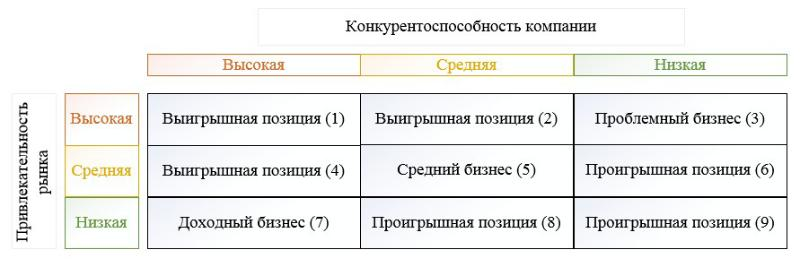 Конкурентоспособность компании
Высокая Средняя Низкая
Привлекательность
рынка
Высокая Выигрышная позиция (1) Выигрышная позиция (2) Проблемный бизнес (3)
Средняя Выигрышная позиция (4) Средний бизнес (5) Проигрышная позиция (6)
Низкая Доходный бизнес (7) Проигрышная позиция (8) Проигрышная позиция (9)